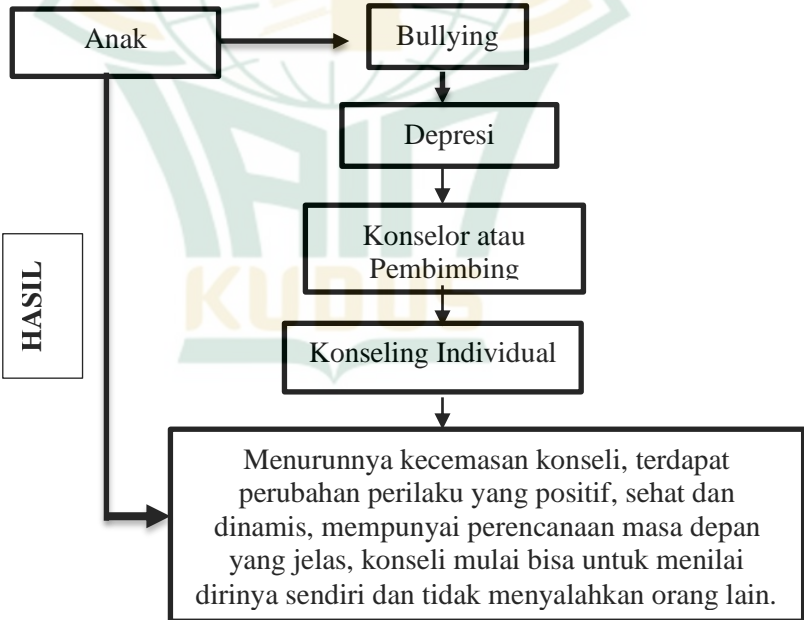 Anak
Bullying
Depresi
Konselor atau
Pembimbing
HASIL
KUDUS
Konseling Individual
Menurunnya kecemasan konseli, terdapat
perubahan perilaku yang positif, sehat dan
dinamis, mempunyai perencanaan masa depan
yang jelas, konseli mulai bisa untuk menilai
dirinya sendiri dan tidak menyalahkan orang lain.